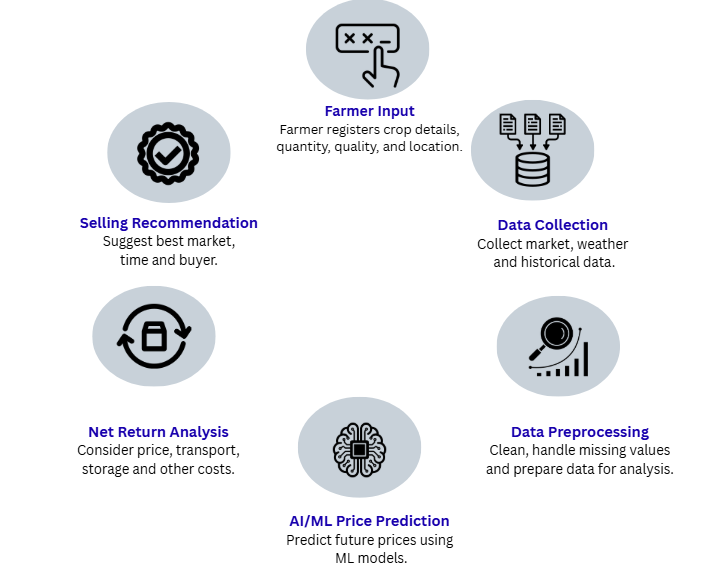 Farmer Input
Farmer registers crop details,
quantity, quality, and location.
Data Collection
Collect market, weather
and historical data.
Data Preprocessing
Clean, handle missing values
and prepare data for analysis.
AI/ML Price Prediction
Predict future prices using
ML models.
Net Return Analysis
Consider price, transport,
storage and other costs.
Selling Recommendation
Suggest best market,
time and buyer.